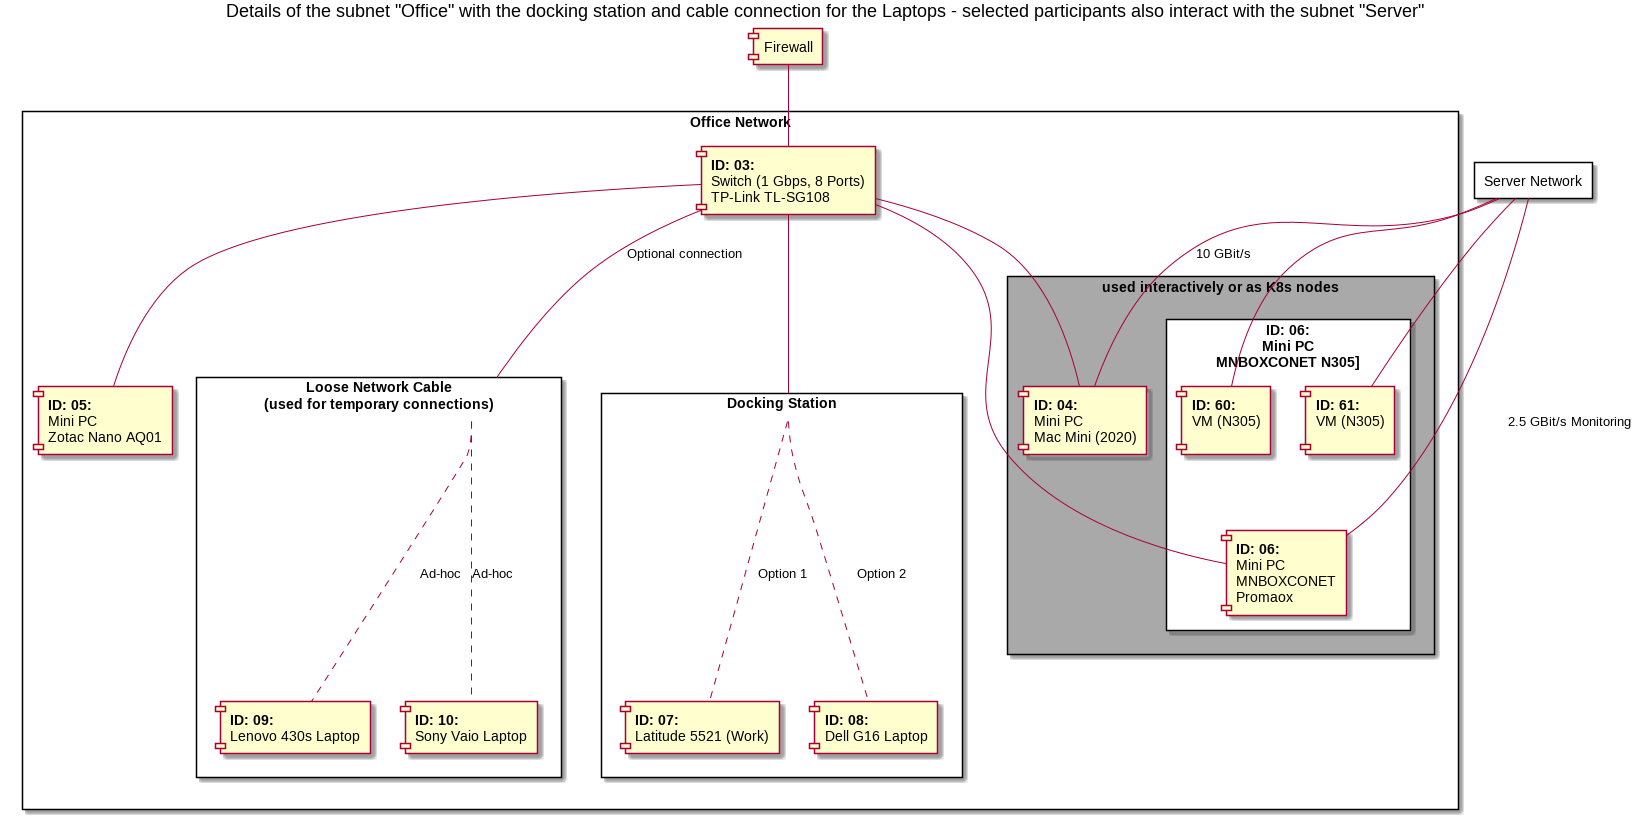 Details of the subnet "Office" with the docking station and cable connection for the Laptops - selected participants also interact with the subnet "Server"
Firewall
Office Network
ID: 03:
Switch (1 Gbps, 8 Ports)
TP-Link TL-SG108
Server Network
Optional connection
10 GBit/s
used interactively or as K8s nodes
ID: 06:
Mini PC
MNBOXCONET N305]
ID: 05:
Mini PC
Zotac Nano AQ01
Loose Network Cable
(used for temporary connections)
Docking Station
ID: 04:
Mini PC
Mac Mini (2020)
ID: 60:
VM (N305)
ID: 61:
VM (N305)
2.5 GBit/s Monitoring
ID: 06:
Mini PC
MNBOXCONET
Promaox
Ad-hoc
Ad-hoc
Option 1
Option 2
ID: 09:
Lenovo 430s Laptop
ID: 10:
Sony Vaio Laptop
ID: 07:
Latitude 5521 (Work)
ID: 08:
Dell G16 Laptop